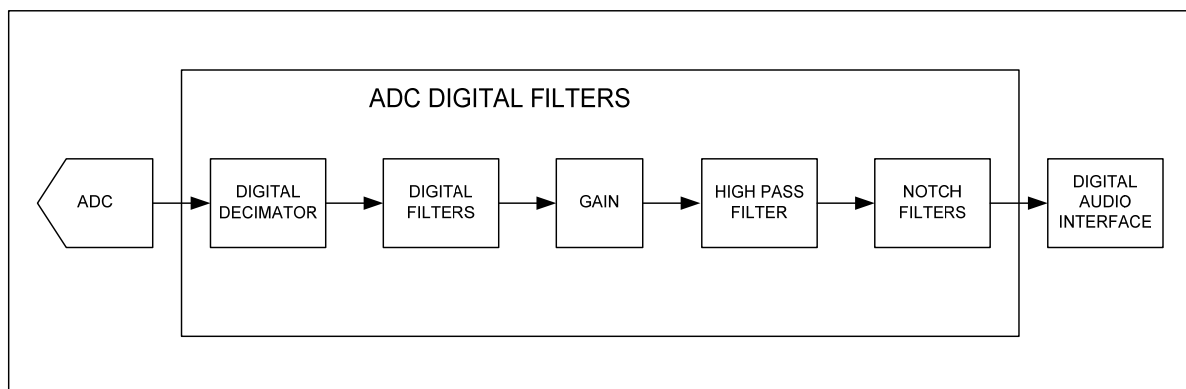 ADC DIGITAL FILTERS
ADC
DIGITAL
DECIMATOR
DIGITAL
FILTERS
GAIN
HIGH PASS
FILTER
NOTCH
FILTERS
DIGITAL
AUDIO
INTERFACE